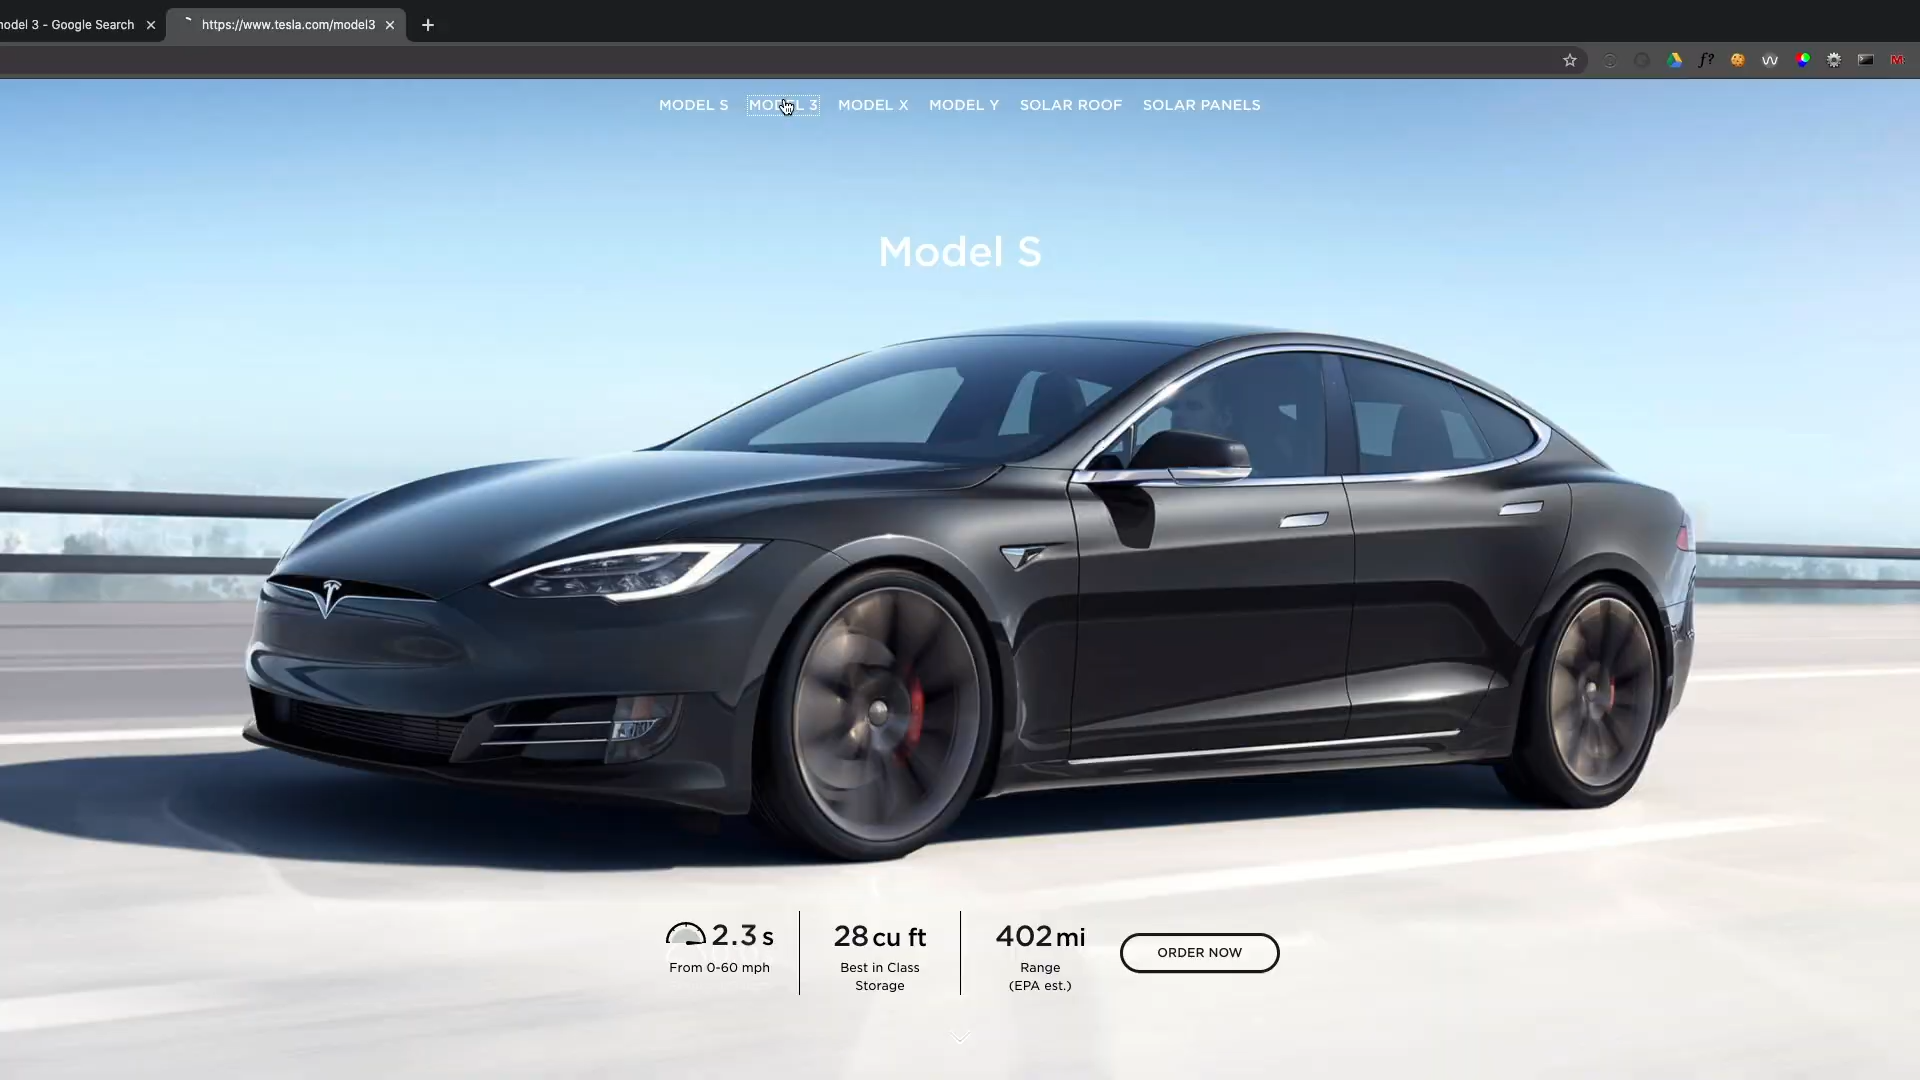 model 3 - Google Search
https://www.tesla.com/model3
MODEL S
MODEL 3
MODEL X
MODEL Y
SOLAR ROOF
SOLAR PANELS
Model S
2.3 s
From 0-60 mph
28 cu ft
Best in Class
Storage
402 mi
Range
(EPA est.)
ORDER NOW